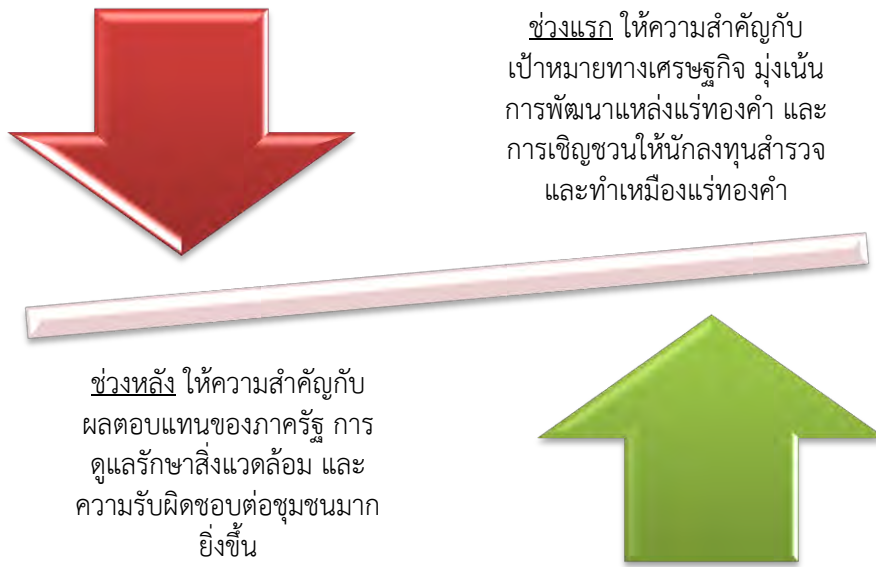 ช่วงแรก ให้ความสำคัญกับ
เป้าหมายทางเศรษฐกิจ มุ่งเน้น
การพัฒนาแหล่งแร่ทองคำ และ
การเชิญชวนให้นักลงทุนสำรวจ
และทำเหมืองแร่ทองคำ
ช่วงหลัง ให้ความสำคัญกับ
ผลตอบแทนของภาครัฐ การ
ดูแลรักษาสิ่งแวดล้อม และ
ความรับผิดชอบต่อชุมชนมาก
ยิ่งขึ้น